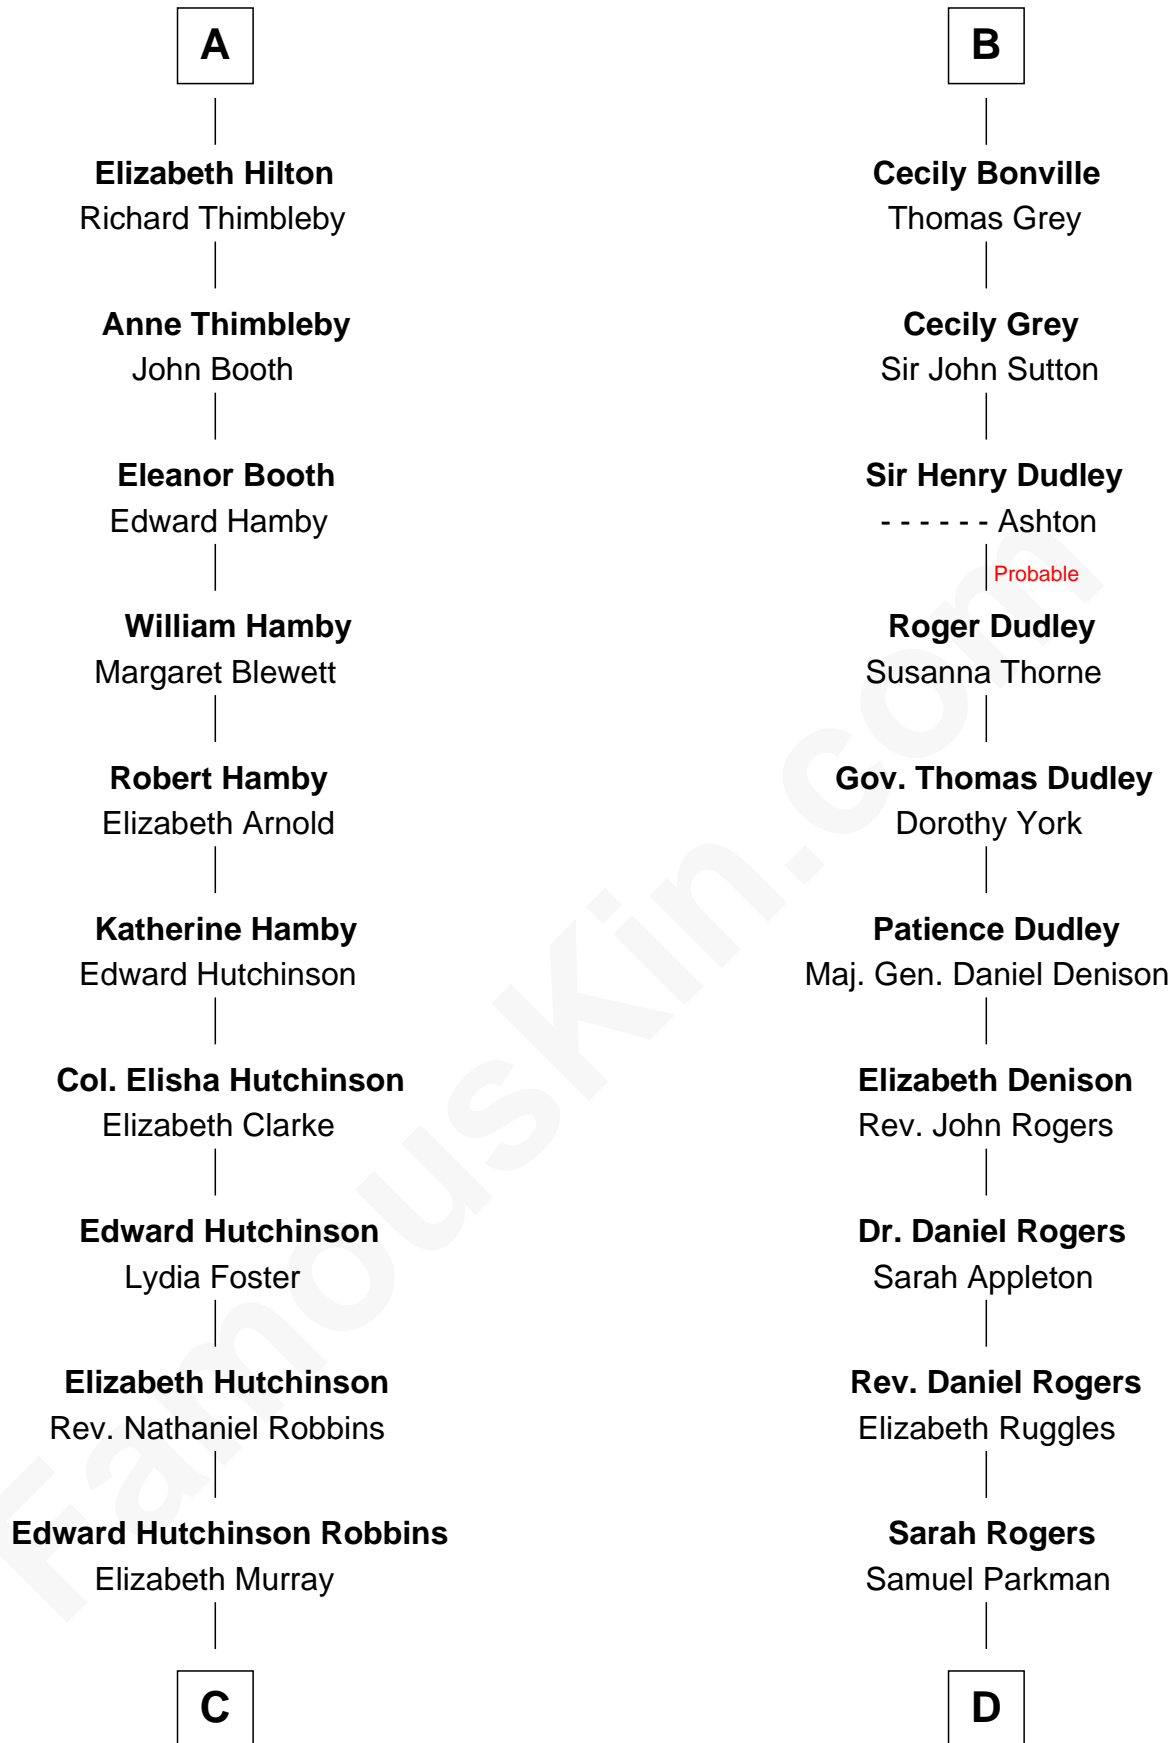 A
Elizabeth Hilton
Richard Thimbleby
Anne Thimbleby
John Booth
Eleanor Booth
Edward Hamby
William Hamby
Margaret Blewett
Robert Hamby
Elizabeth Arnold
Katherine Hamby
Edward Hutchinson
Col. Elisha Hutchinson
Elizabeth Clarke
Edward Hutchinson
Lydia Foster
Elizabeth Hutchinson
Rev. Nathaniel Robbins
Edward Hutchinson Robbins
Elizabeth Murray
C
B
Cecily Bonville
Thomas Grey
Cecily Grey
Sir John Sutton
Sir Henry Dudley
- - - - - - Ashton
Probable
Roger Dudley
Susanna Thorne
Gov. Thomas Dudley
Dorothy York
Patience Dudley
Maj. Gen. Daniel Denison
Elizabeth Denison
Rev. John Rogers
Dr. Daniel Rogers
Sarah Appleton
Rev. Daniel Rogers
Elizabeth Ruggles
Sarah Rogers
Samuel Parkman
D
FamousKin.com